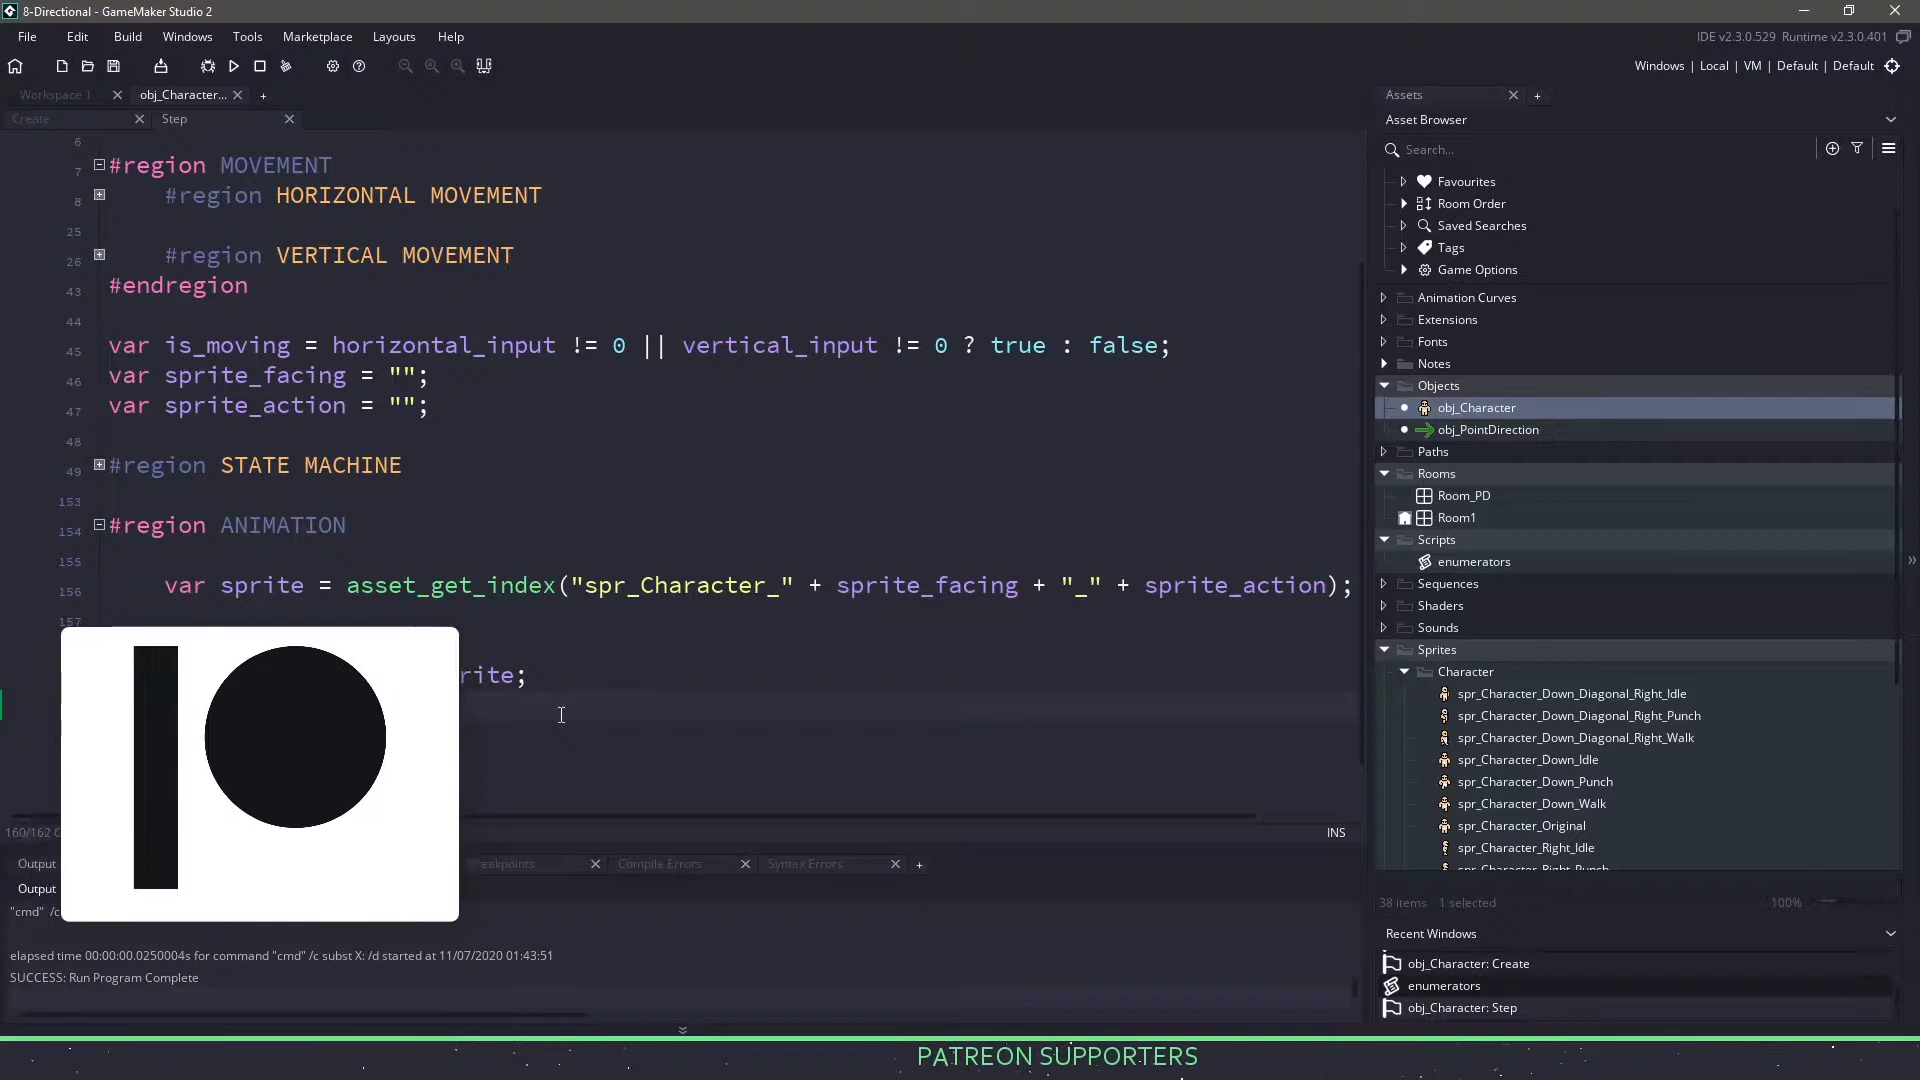 8-Directional - GameMaker Studio 2
File Edit Build Windows Tools Marketplace Layouts Help
IDE v2.3.0.529 Runtime v2.3.0.401
Windows | Local | VM | Default | Default
Workspace 1
obj_Character...
Create
Step
6
7 #region MOVEMENT
8 #region HORIZONTAL MOVEMENT
25
26 #region VERTICAL MOVEMENT
43 #endregion
44
45 var is_moving = horizontal_input != 0 || vertical_input != 0 ? true : false;
46 var sprite_facing = "";
47 var sprite_action = "";
48
49 #region STATE MACHINE
153
154 #region ANIMATION
155
156 var sprite = asset_get_index("spr_Character_" + sprite_facing + "_" + sprite_action);
157
rite;
160/162 C
INS
Output
eakpoints
Compile Errors
Syntax Errors
Output
"cmd" /c
elapsed time 00:00:00.0250004s for command "cmd" /c subst X: /d started at 11/07/2020 01:43:51
SUCCESS: Run Program Complete
Assets
Asset Browser
Search...
Favourites
Room Order
Saved Searches
Tags
Game Options
Animation Curves
Extensions
Fonts
Notes
Objects
obj_Character
obj_PointDirection
Paths
Rooms
Room_PD
Room1
Scripts
enumerators
Sequences
Shaders
Sounds
Sprites
Character
spr_Character_Down_Diagonal_Right_Idle
spr_Character_Down_Diagonal_Right_Punch
spr_Character_Down_Diagonal_Right_Walk
spr_Character_Down_Idle
spr_Character_Down_Punch
spr_Character_Down_Walk
spr_Character_Original
spr_Character_Right_Idle
spr_Character_Right_Punch
38 items 1 selected
100%
Recent Windows
obj_Character: Create
enumerators
obj_Character: Step
PATREON SUPPORTERS